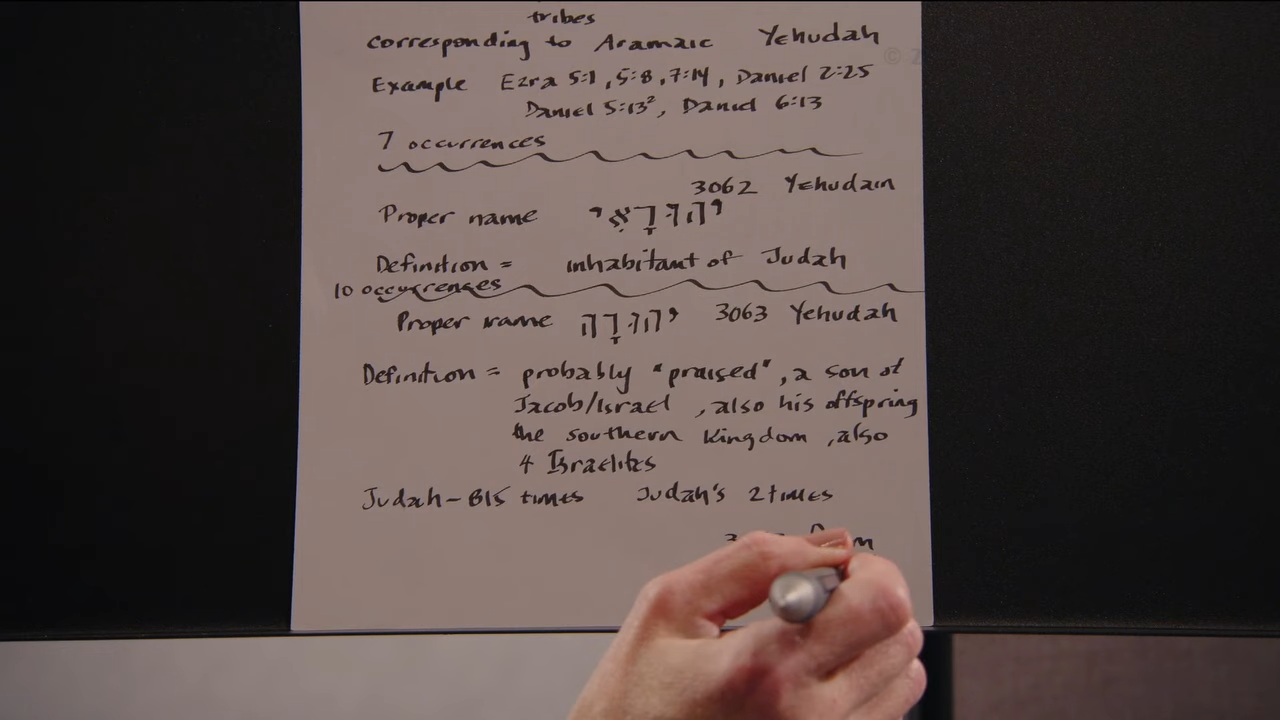 tribes
corresponding to Aramaic Yehudah
Example Ezra 5:1, 5:8, 7:14, Daniel 2:25
Daniel 5:13², Daniel 6:13
7 occurrences
3062 Yehudain
Proper name יהוּדָאִי
Definition = inhabitant of Judah
10 occurrences
Proper name יהוּדָה 3063 Yehudah
Definition = probably "praised", a son of
Jacob/Israel, also his offspring
the southern Kingdom, also
4 Israelites
Judah - 815 times Judah's 2 times